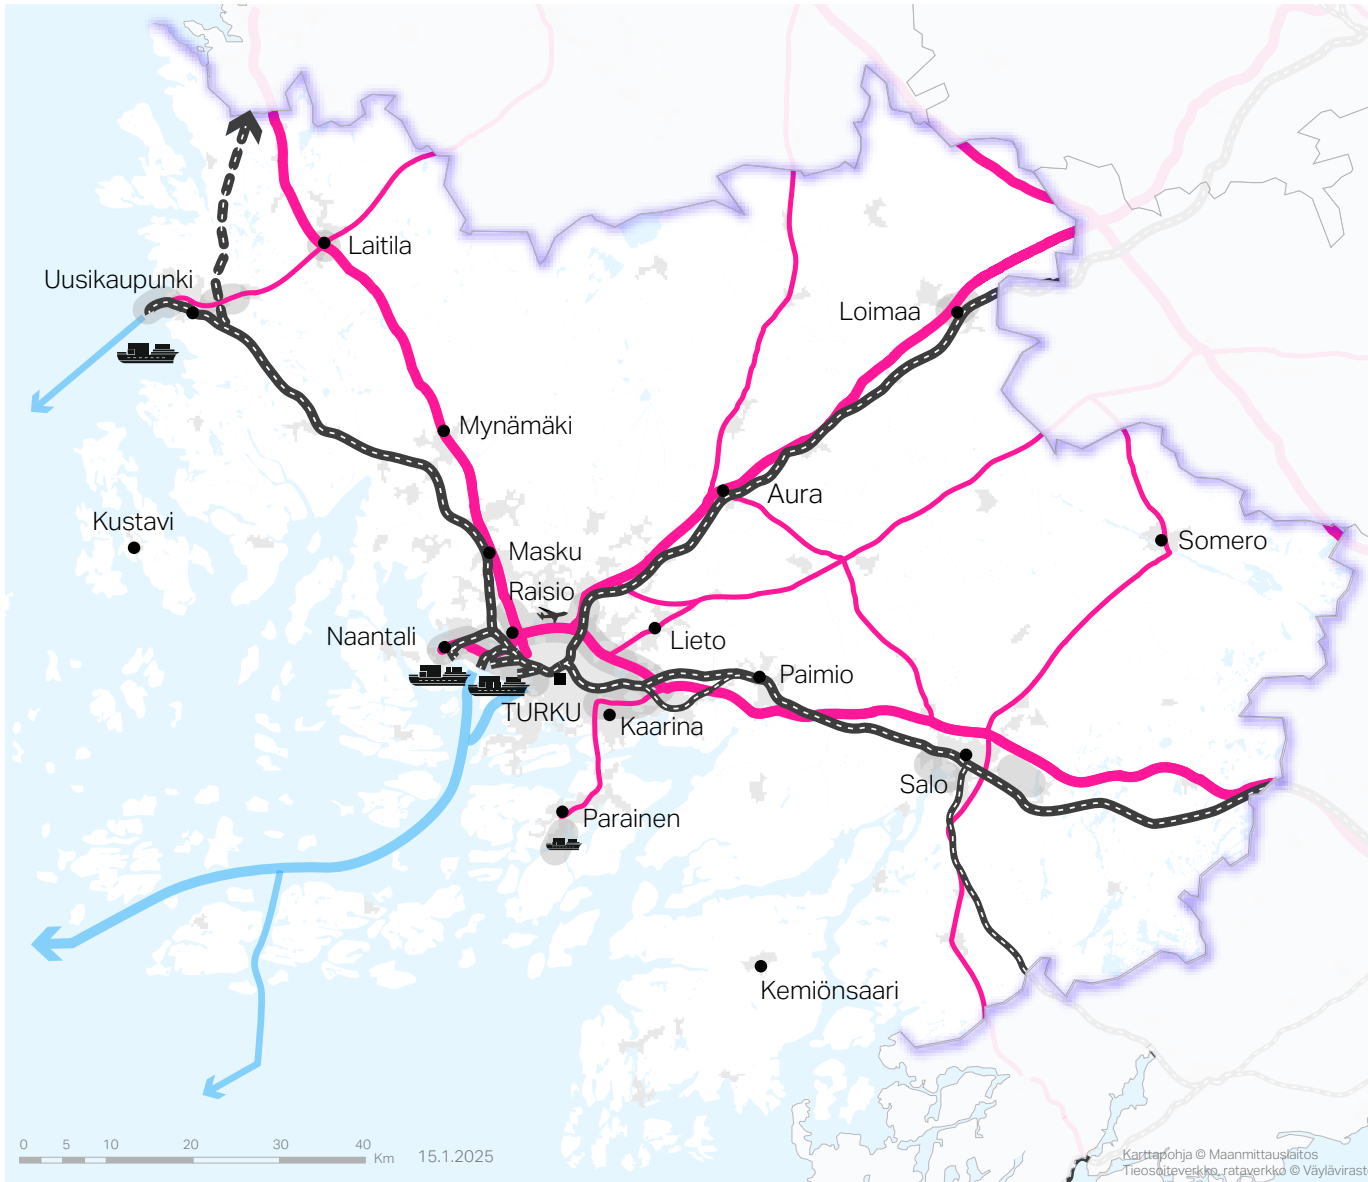 Laitila
Uusikaupunki
Loimaa
Mynämäki
Aura
Kustavi
Masku
Somero
Raisio
Naantali
Lieto
Paimio
TURKU
Kaarina
Salo
Parainen
Kemiönsaari
0 5 10 20 30 40
Km
15.1.2025
Karttapohja © Maanmittauslaitos
Tieosoiteverkko, rataverkko © Väylävirast